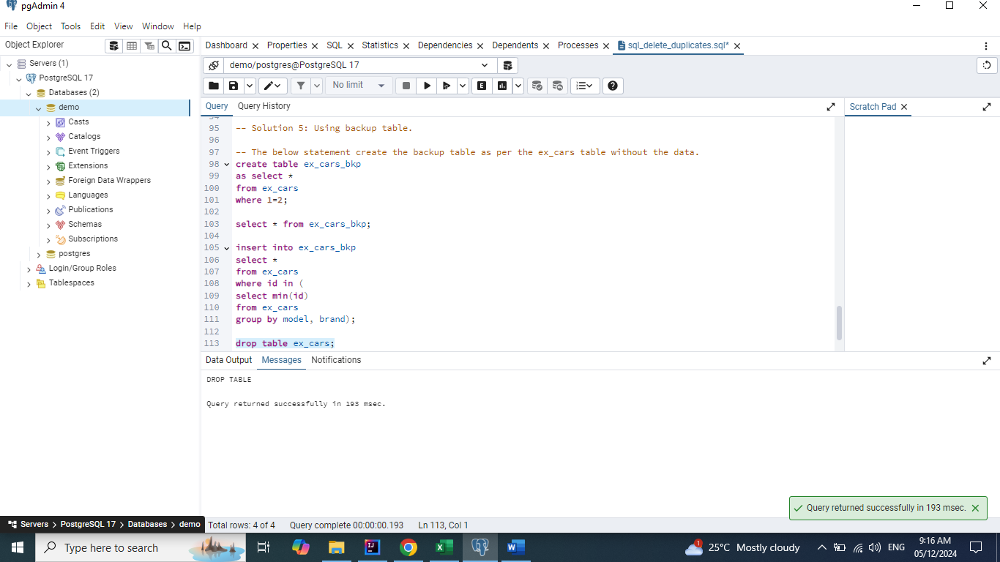 pgAdmin 4
File Object Tools Edit View Window Help
Object Explorer
Dashboard Properties SQL Statistics Dependencies Dependents Processes sql_delete_duplicates.sql*
Servers (1)
PostgreSQL 17
Databases (2)
demo
Casts
Catalogs
Event Triggers
Extensions
Foreign Data Wrappers
Languages
Publications
Schemas
Subscriptions
postgres
Login/Group Roles
Tablespaces
demo/postgres@PostgreSQL 17
No limit
E
Query Query History
Scratch Pad
94
95 -- Solution 5: Using backup table.
96
97 -- The below statement create the backup table as per the ex_cars table without the data.
98 create table ex_cars_bkp
99 as select *
100 from ex_cars
101 where 1=2;
102
103 select * from ex_cars_bkp;
104
105 insert into ex_cars_bkp
106 select *
107 from ex_cars
108 where id in (
109 select min(id)
110 from ex_cars
111 group by model, brand);
112
113 drop table ex_cars;
Data Output Messages Notifications
DROP TABLE
Query returned successfully in 193 msec.
Query returned successfully in 193 msec.
Servers > PostgreSQL 17 > Databases > demo
Total rows: 4 of 4 Query complete 00:00:00.193 Ln 113, Col 1
Type here to search
1
25°C Mostly cloudy
ENG
9:16 AM
05/12/2024